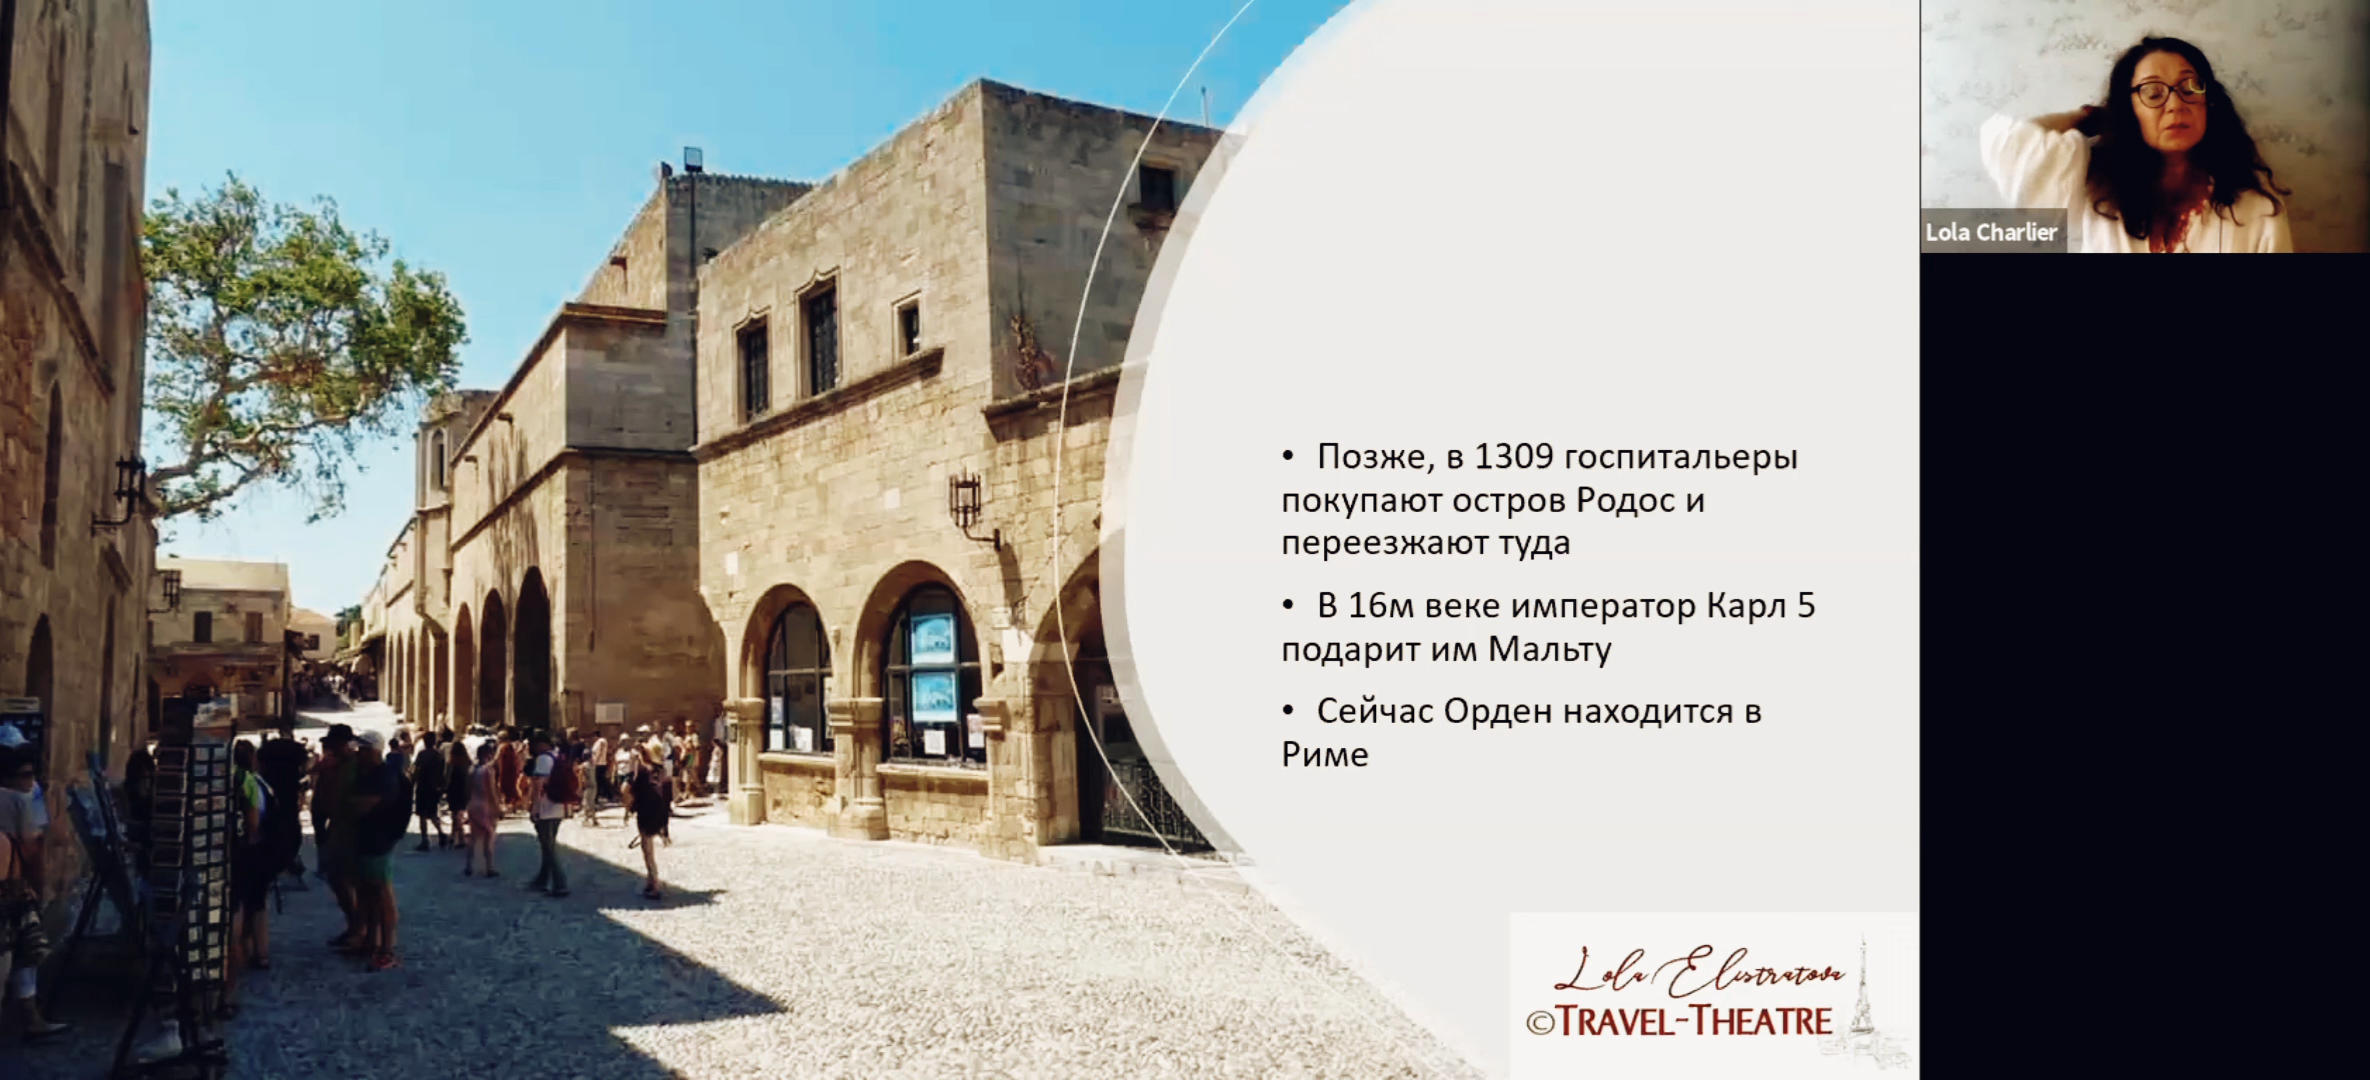 • Позже, в 1309 госпитальеры
покупают остров Родос и
переезжают туда
• В 16м веке император Карл 5
подарит им Мальту
• Сейчас Орден находится в
Риме
Lola Elistratova
©TRAVEL-THEATRE
Lola Charlier